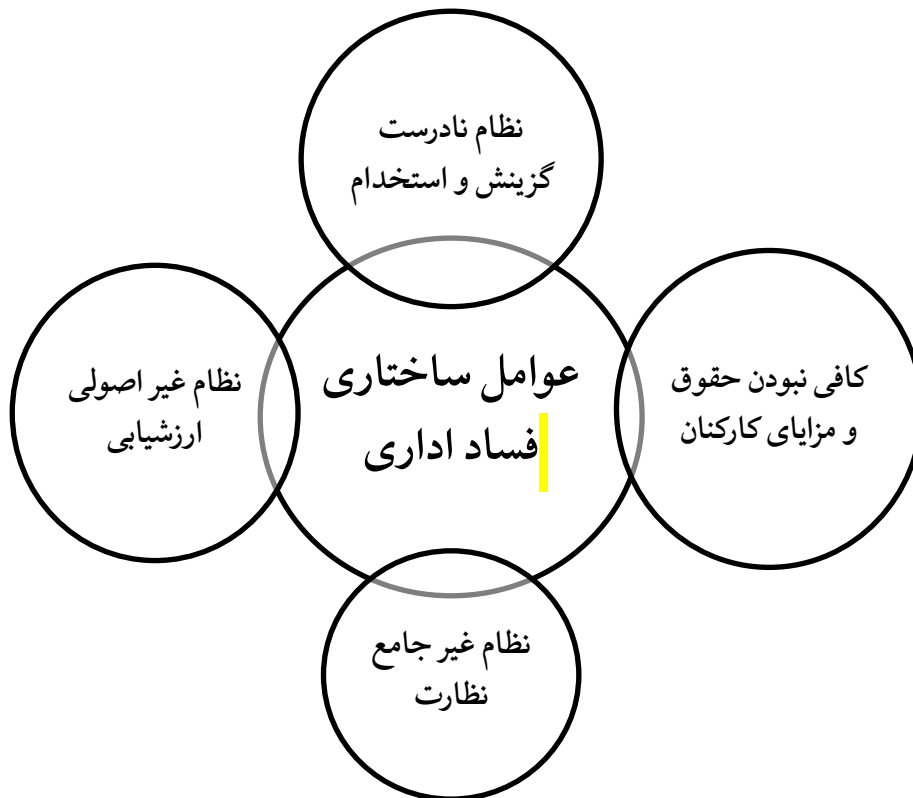 نظام نادرست
گزینش و استخدام
عوامل ساختاری
فساد اداری
کافی نبودن حقوق
و مزایای کارکنان
نظام غیر اصولی
ارزشیابی
نظام غیر جامع
نظارت